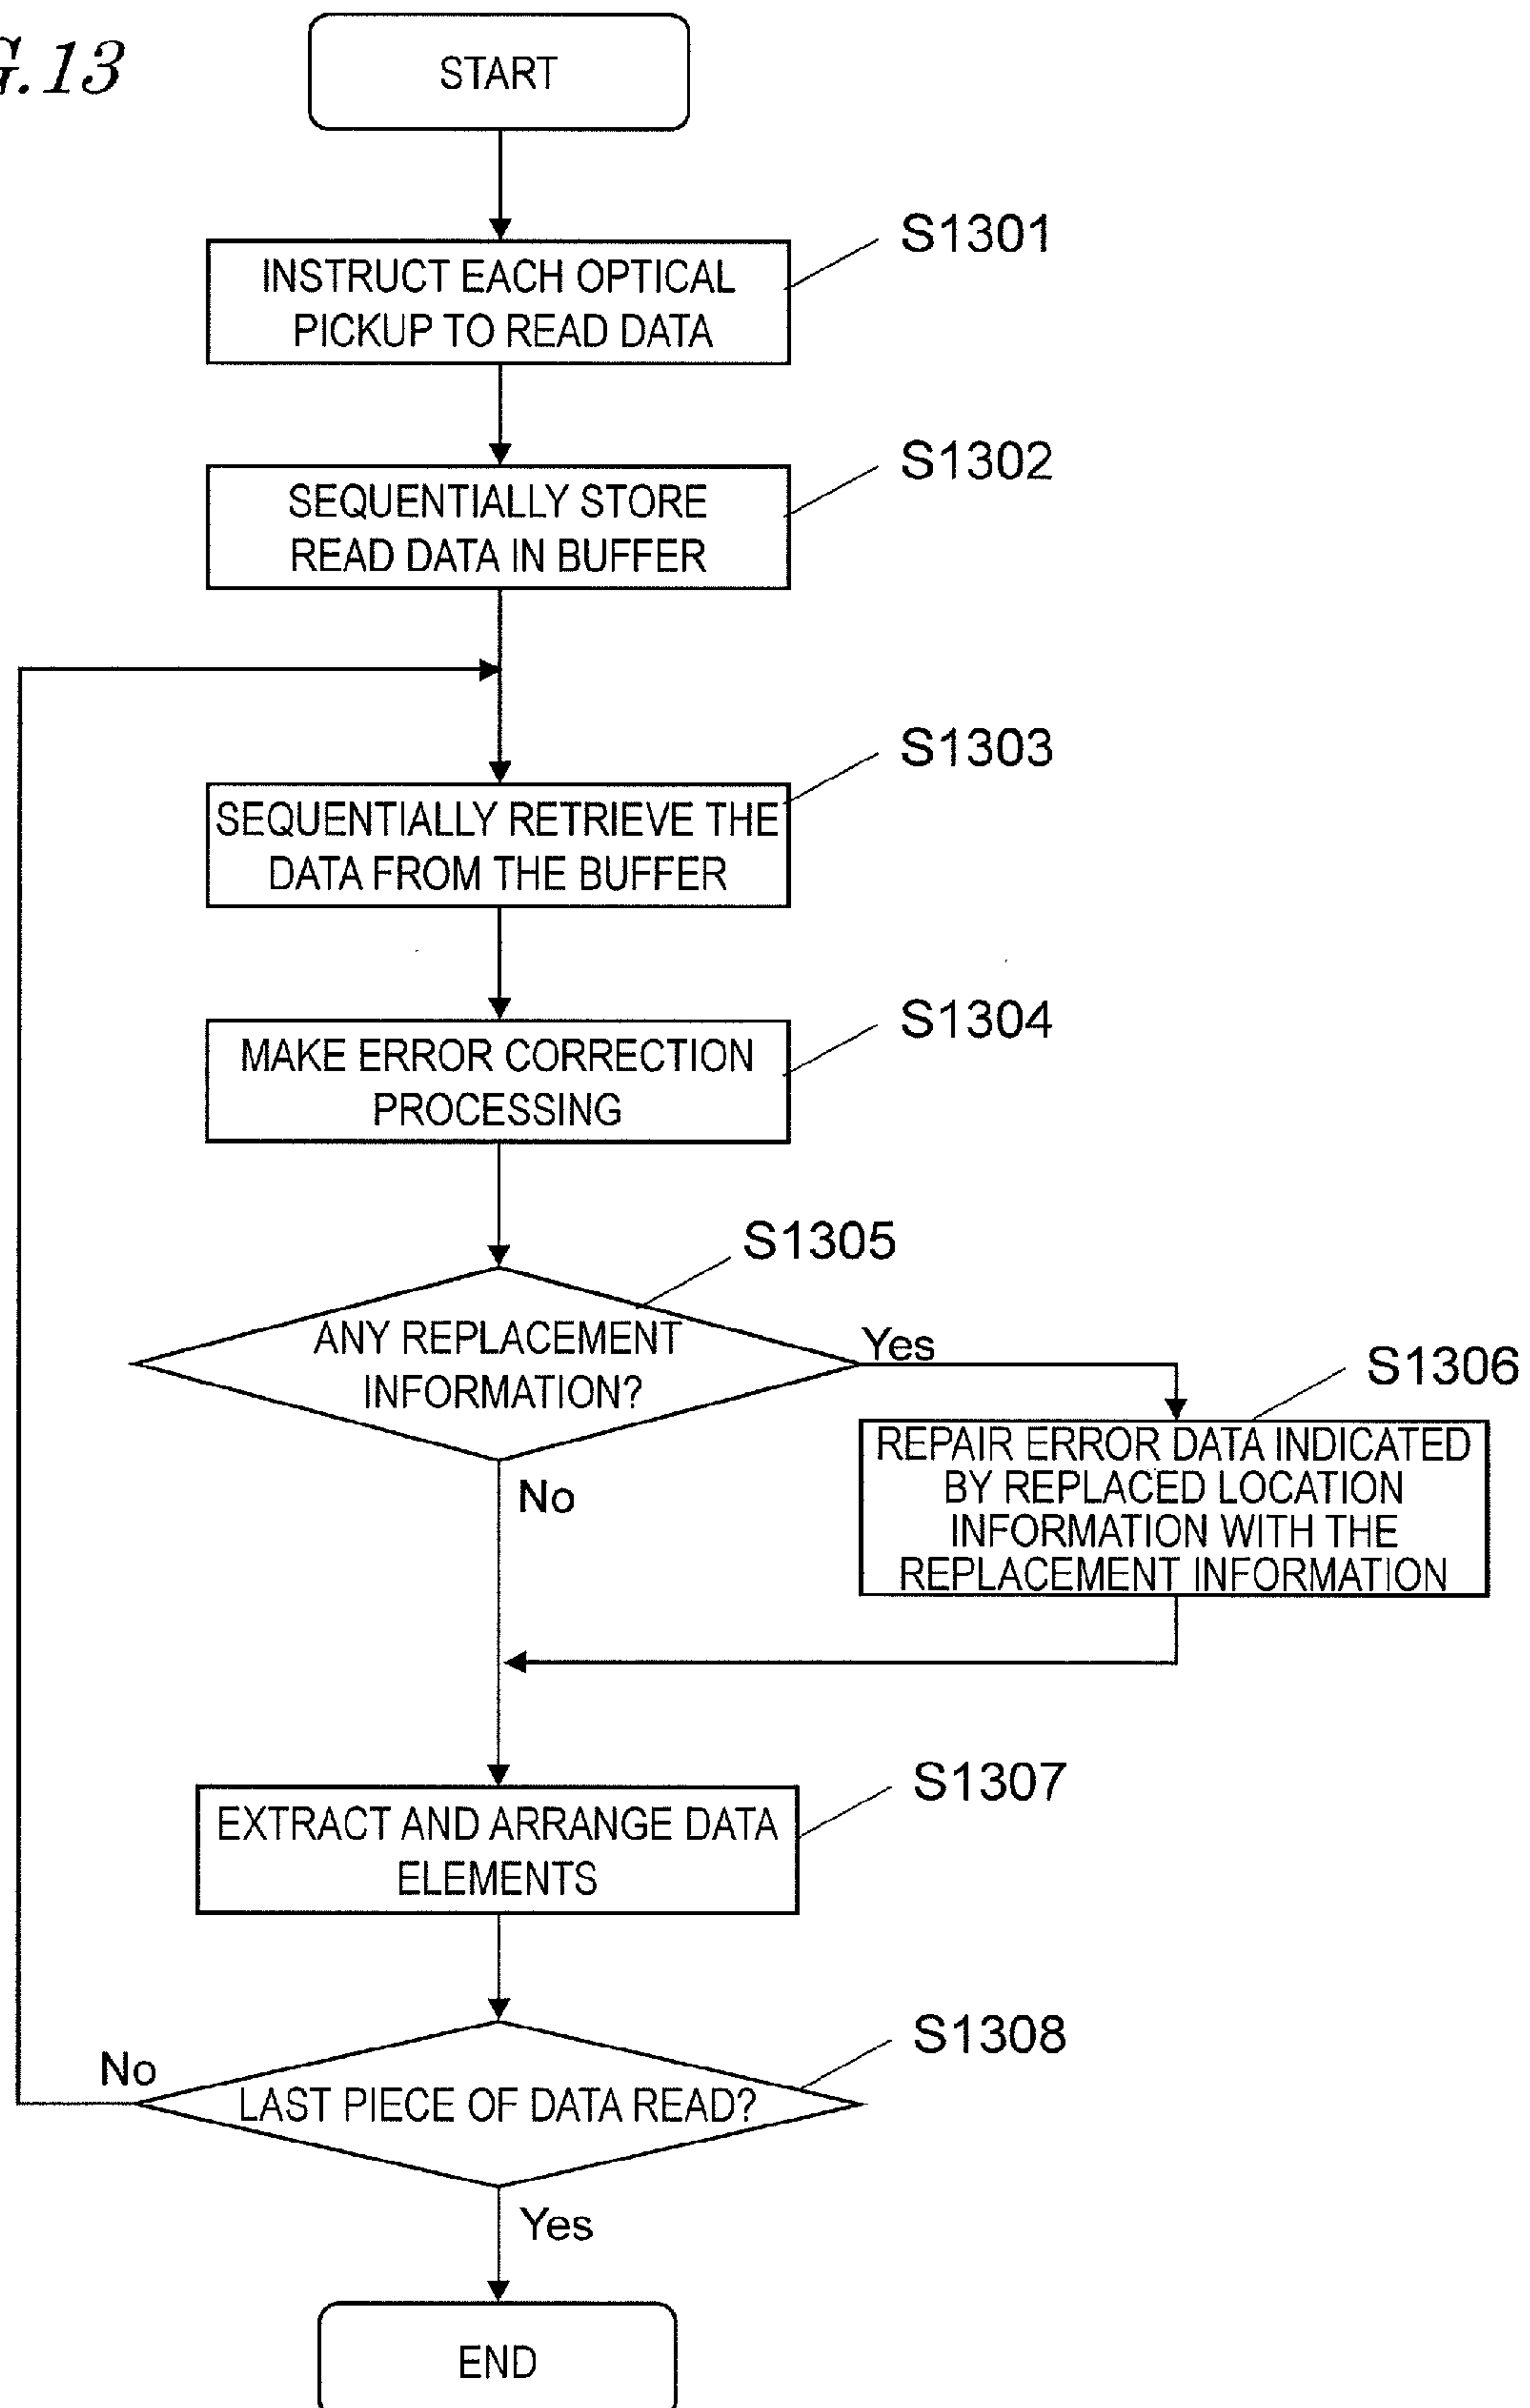 G.13
START
S1301
INSTRUCT EACH OPTICAL
PICKUP TO READ DATA
S1302
SEQUENTIALLY STORE
READ DATA IN BUFFER
S1303
SEQUENTIALLY RETRIEVE THE
DATA FROM THE BUFFER
S1304
MAKE ERROR CORRECTION
PROCESSING
S1305
ANY REPLACEMENT
INFORMATION?
Yes
No
S1306
REPAIR ERROR DATA INDICATED
BY REPLACED LOCATION
INFORMATION WITH THE
REPLACEMENT INFORMATION
S1307
EXTRACT AND ARRANGE DATA
ELEMENTS
S1308
No
LAST PIECE OF DATA READ?
Yes
END